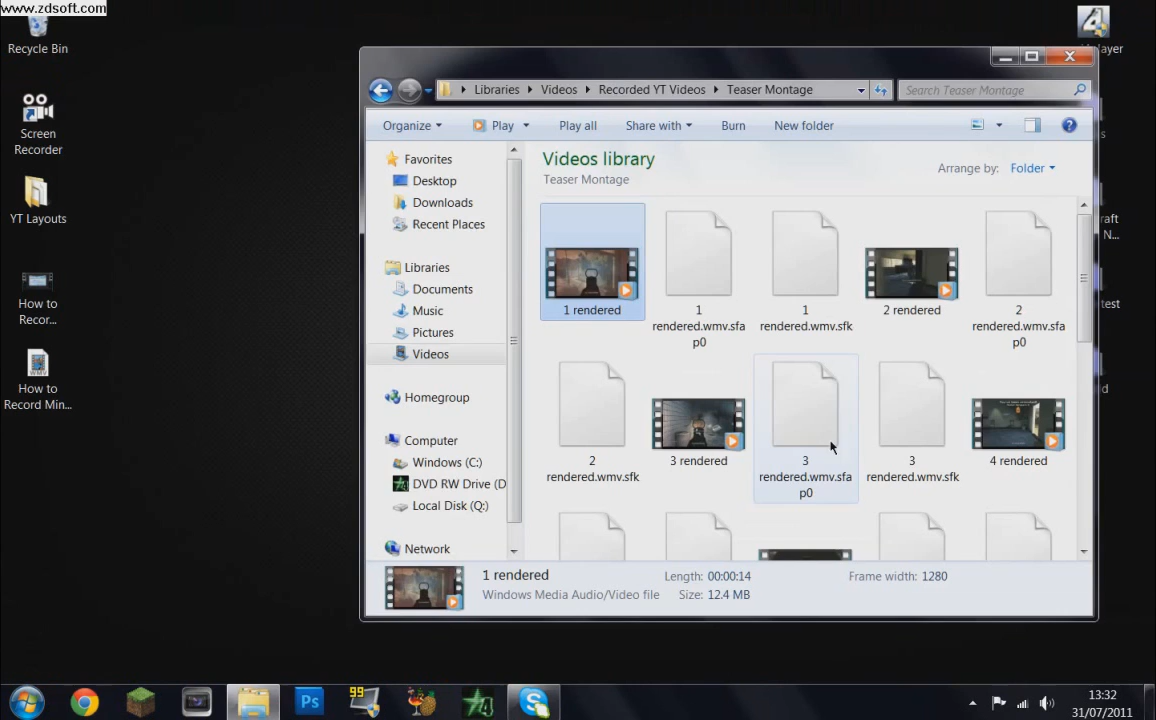 www.zdsoft.com
Recycle Bin
Screen
Recorder
YT Layouts
How to
Recor...
How to
Record Min...
Libraries
Videos
Recorded YT Videos
Teaser Montage
Search Teaser Montage
Organize
Play
Play all
Share with
Burn
New folder
Favorites
Desktop
Downloads
Recent Places
Libraries
Documents
Music
Pictures
Videos
Homegroup
Computer
Windows (C:)
DVD RW Drive (D
Local Disk (Q:)
Network
Videos library
Teaser Montage
Arrange by: Folder
1 rendered
1
rendered.wmv.sfa
p0
1
rendered.wmv.sfk
2 rendered
2
rendered.wmv.sfa
p0
2
rendered.wmv.sfk
3 rendered
3
rendered.wmv.sfa
p0
3
rendered.wmv.sfk
4 rendered
1 rendered
Windows Media Audio/Video file
Length: 00:00:14
Size: 12.4 MB
Frame width: 1280
ayer
raft
N...
test
Ps
99
13:32
31/07/2011